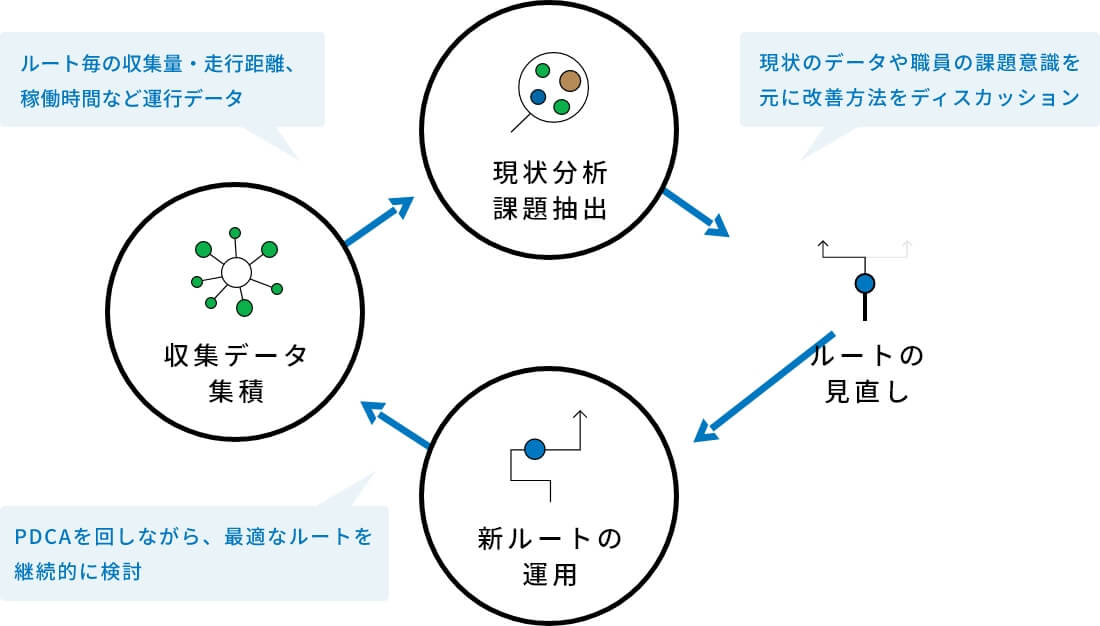 ルート毎の収集量・走行距離、
稼働時間など運行データ
現状のデータや職員の課題意識を
元に改善方法をディスカッション
現状分析
課題抽出
収集データ
集積
ルートの
見直し
新ルートの
運用
PDCAを回しながら、最適なルートを
継続的に検討